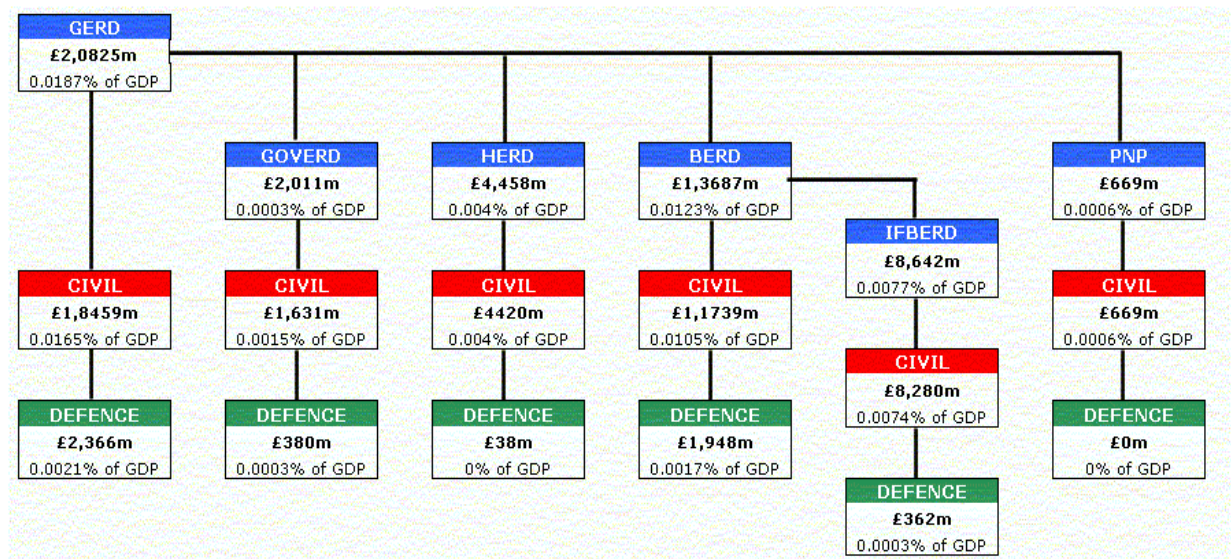 GERD
£2,0825m
0.0187% of GDP
GOVERD
£2,011m
0.0003% of GDP
HERD
£4,458m
0.004% of GDP
BERD
£1,3687m
0.0123% of GDP
PNP
£669m
0.0006% of GDP
IFBERD
£8,642m
0.0077% of GDP
CIVIL
£1,8459m
0.0165% of GDP
CIVIL
£1,631m
0.0015% of GDP
CIVIL
£4420m
0.004% of GDP
CIVIL
£1,1739m
0.0105% of GDP
CIVIL
£669m
0.0006% of GDP
CIVIL
£8,280m
0.0074% of GDP
DEFENCE
£2,366m
0.0021% of GDP
DEFENCE
£380m
0.0003% of GDP
DEFENCE
£38m
0% of GDP
DEFENCE
£1,948m
0.0017% of GDP
DEFENCE
£0m
0% of GDP
DEFENCE
£362m
0.0003% of GDP